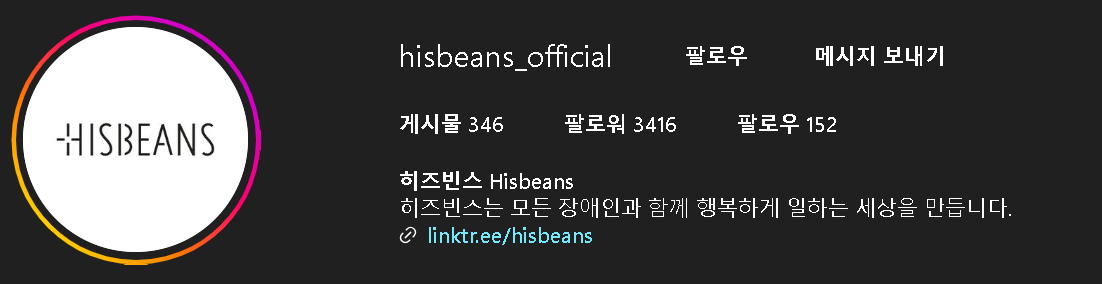 HISBEANS
hisbeans_official 팔로우 메시지 보내기
게시물 346 팔로워 3416 팔로우 152
히즈빈스 Hisbeans
히즈빈스는 모든 장애인과 함께 행복하게 일하는 세상을 만듭니다.
linktr.ee/hisbeans